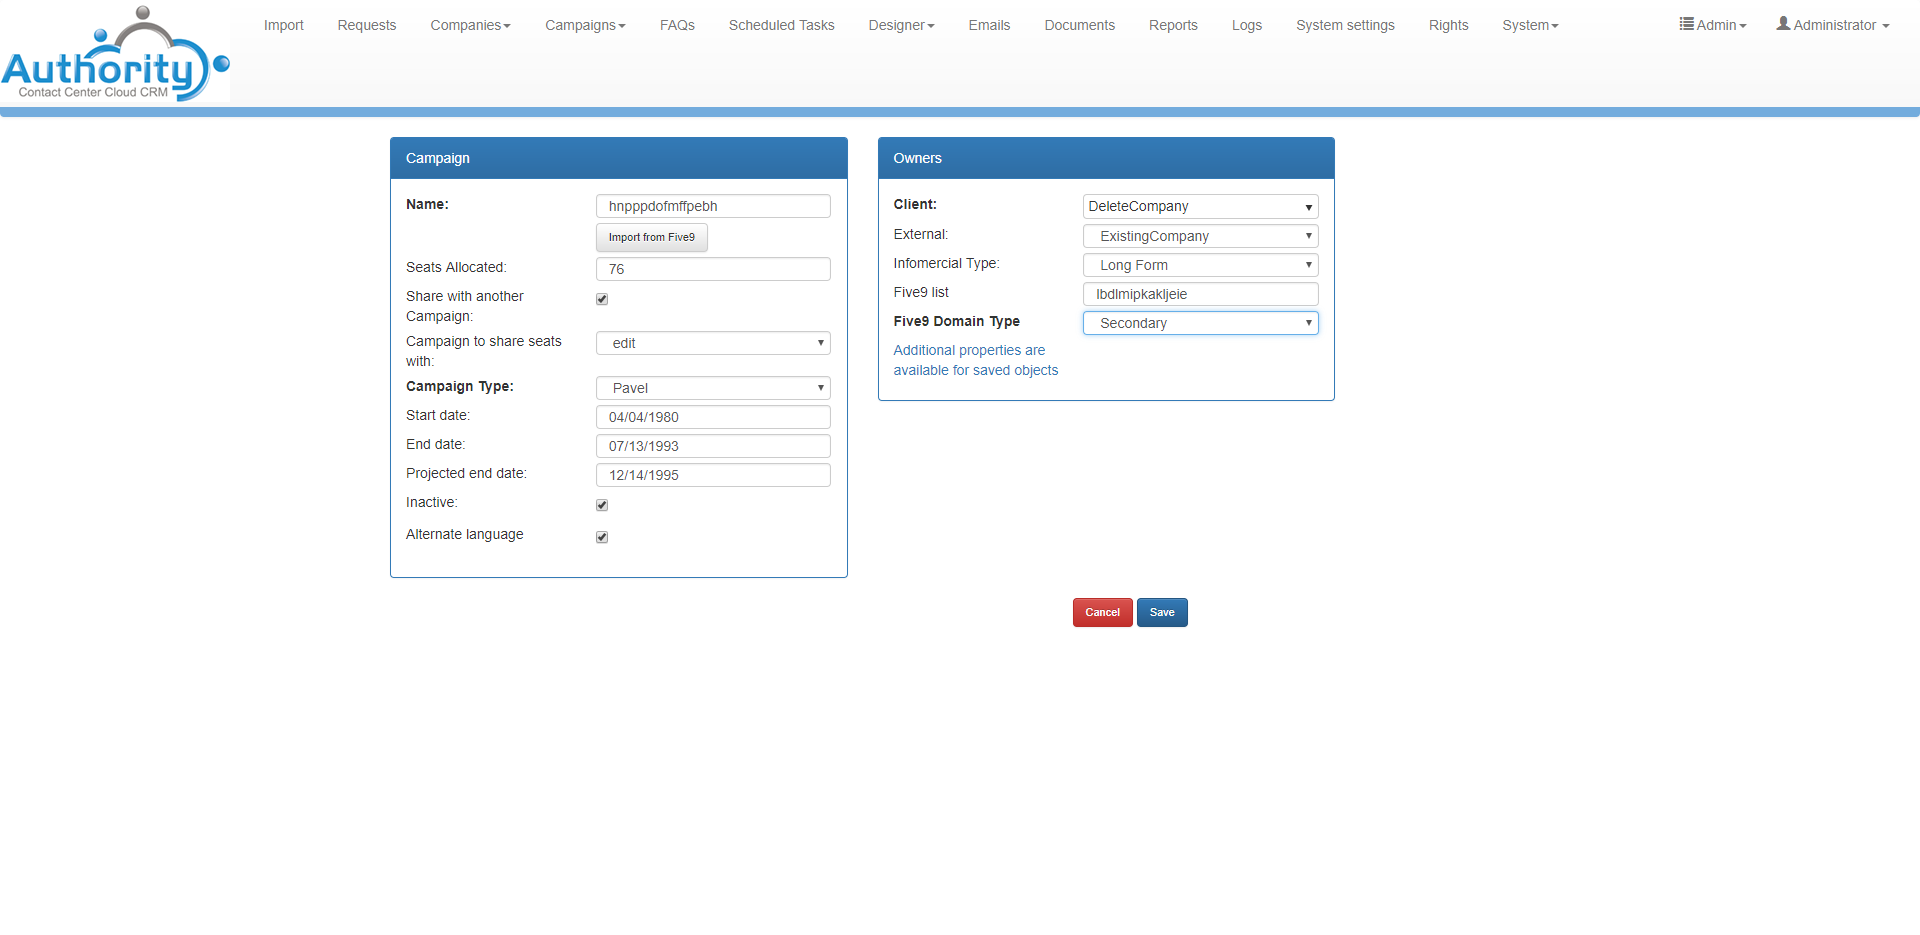 Authority
Contact Center Cloud CRM
Import
Requests
Companies
Campaigns
FAQs
Scheduled Tasks
Designer
Emails
Documents
Reports
Logs
System settings
Rights
System
Admin
Administrator
Campaign
Name:
hnpppdofmffpebh
Import from Five9
Seats Allocated:
76
Share with another
Campaign:
Campaign to share seats
with:
edit
Campaign Type:
Pavel
Start date:
04/04/1980
End date:
07/13/1993
Projected end date:
12/14/1995
Inactive:
Alternate language
Owners
Client:
DeleteCompany
External:
ExistingCompany
Infomercial Type:
Long Form
Five9 list
lbdlmipkakljeie
Five9 Domain Type
Secondary
Additional properties are
available for saved objects
Cancel
Save